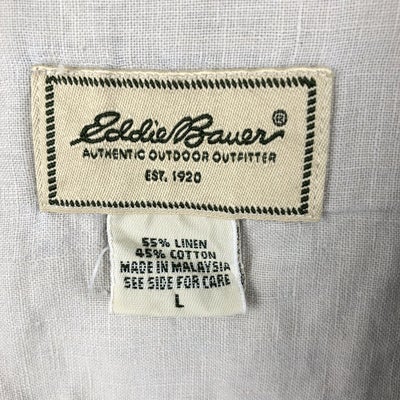 Eddie Bauer®
AUTHENTIC OUTDOOR OUTFITTER
EST. 1920
55% LINEN
45% COTTON
MADE IN MALAYSIA
SEE SIDE FOR CARE
L